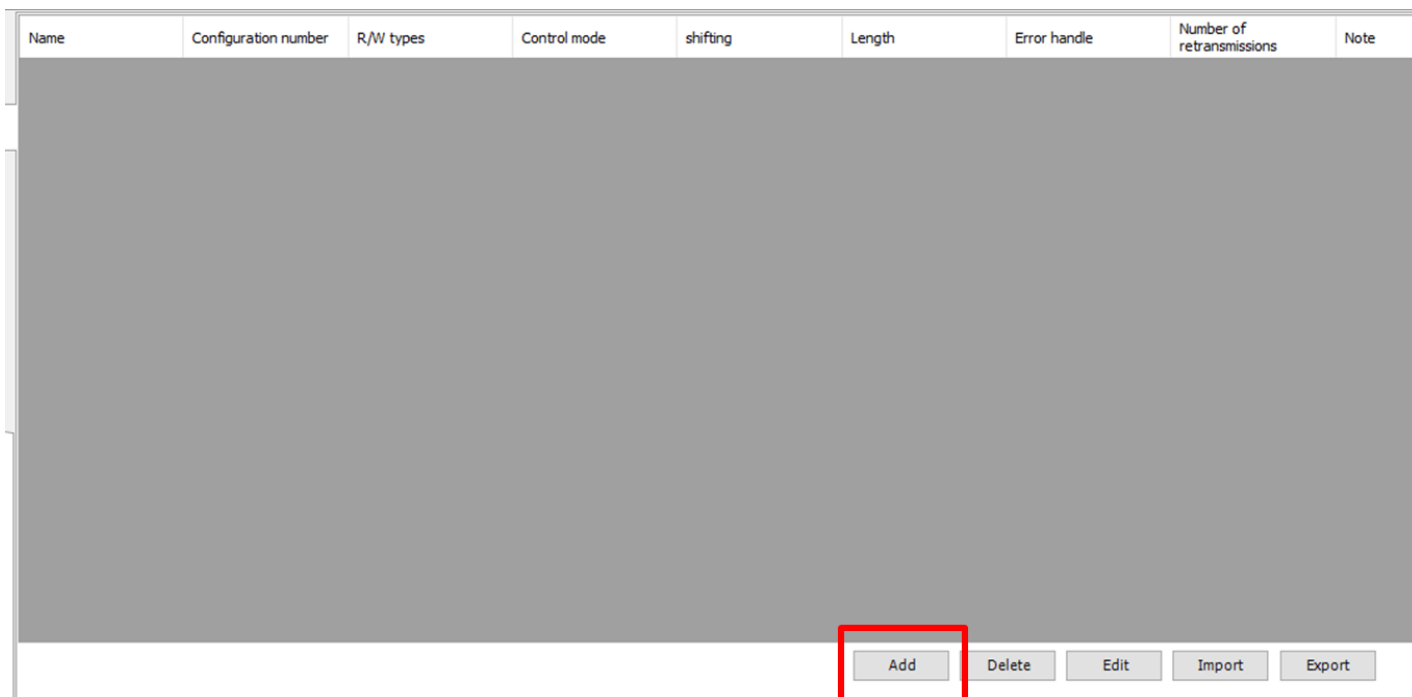 Name
Configuration number
R/W types
Control mode
shifting
Length
Error handle
Number of
retransmissions
Note
Add
Delete
Edit
Import
Export